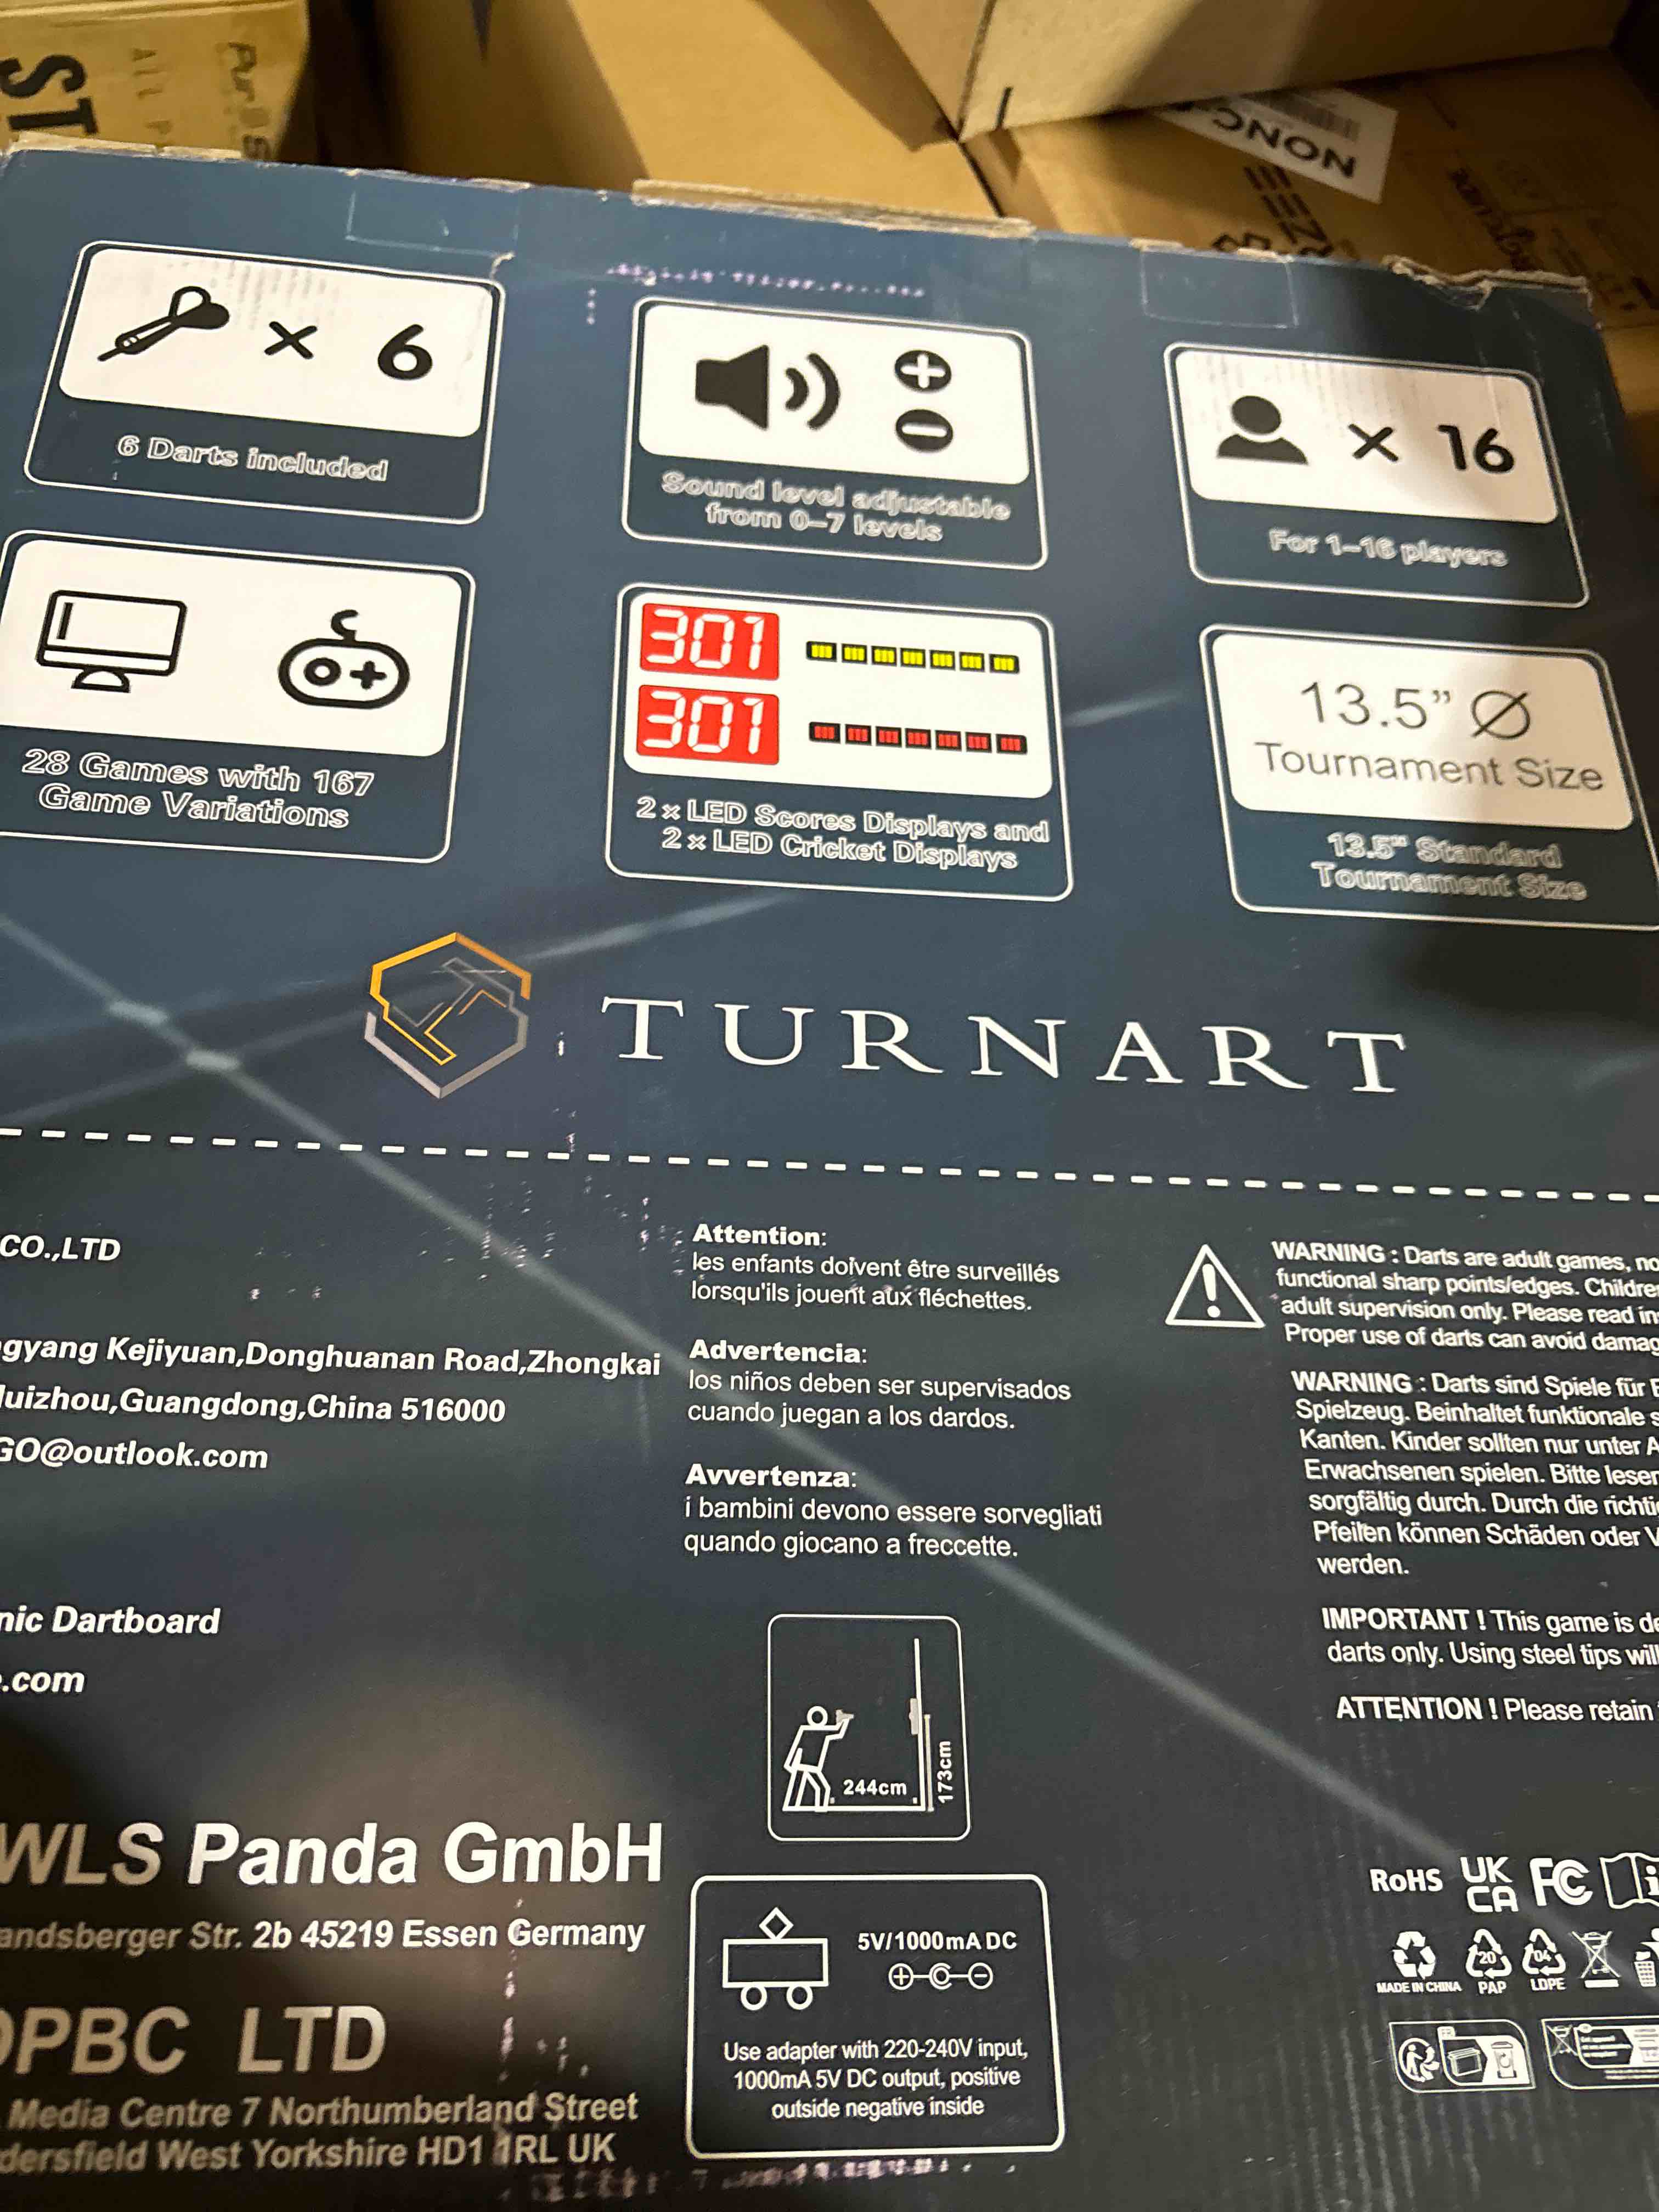 × 6
6 Darts included
Sound level adjustable
from 0–7 levels
× 16
For 1–16 players
28 Games with 167
Game Variations
301
301
2 × LED Scores Displays and
2 × LED Cricket Displays
13.5” Ø
Tournament Size
13.5" Standard
Tournament Size
TURNART
CO.,LTD
gyang Kejiyuan,Donghuanan Road,Zhongkai
uizhou,Guangdong,China 516000
GO@outlook.com
nic Dartboard
.com
WLS Panda GmbH
andsberger Str. 2b 45219 Essen Germany
PBC LTD
Media Centre 7 Northumberland Street
dersfield West Yorkshire HD1 1RL UK
Attention:
les enfants doivent être surveillés
lorsqu'ils jouent aux fléchettes.
Advertencia:
los niños deben ser supervisados
cuando juegan a los dardos.
Avvertenza:
i bambini devono essere sorvegliati
quando giocano a freccette.
244cm
173cm
5V/1000mA DC
Use adapter with 220-240V input,
1000mA 5V DC output, positive
outside negative inside
WARNING : Darts are adult games, no
functional sharp points/edges. Childre
adult supervision only. Please read in
Proper use of darts can avoid damag
WARNING : Darts sind Spiele für E
Spielzeug. Beinhaltet funktionale s
Kanten. Kinder sollten nur unter A
Erwachsenen spielen. Bitte lesen
sorgfältig durch. Durch die richti
Pfeilen können Schäden oder V
werden.
IMPORTANT ! This game is de
darts only. Using steel tips will
ATTENTION ! Please retain
RoHS UK CA FC
MADE IN CHINA
20 PAP
04 LDPE
NONC